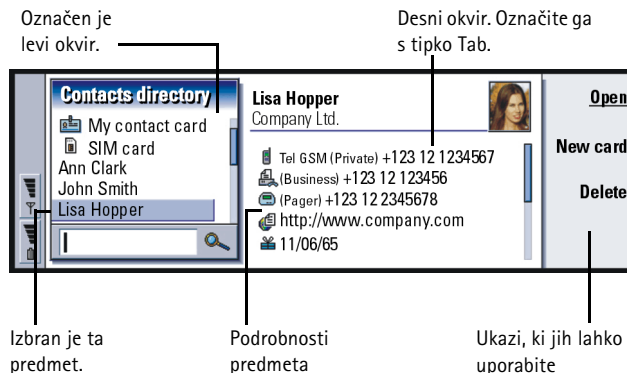 Označen je
levi okvir.
Desni okvir. Označite ga
s tipko Tab.
Contacts directory
My contact card
SIM card
Ann Clark
John Smith
Lisa Hopper
Lisa Hopper
Company Ltd.
Tel GSM (Private) +123 12 1234567
(Business) +123 12 123456
(Pager) +123 12 2345678
http://www.company.com
11/06/65
Open
New card
Delete
Izbran je ta
predmet.
Podrobnosti
predmeta
Ukazi, ki jih lahko
uporabite